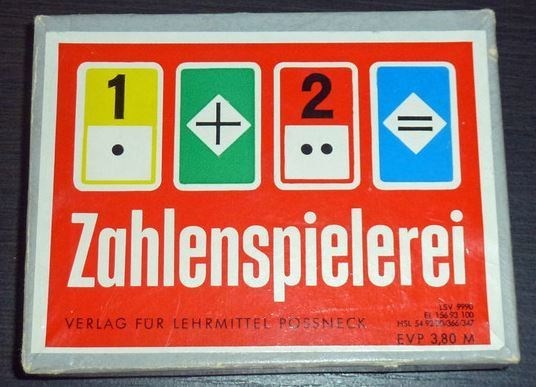 1 + 2 =
Zahlenspielerei
VERLAG FÜR LEHRMITTEL PÖSSNECK
LSV 9990
EVP 3,80 M